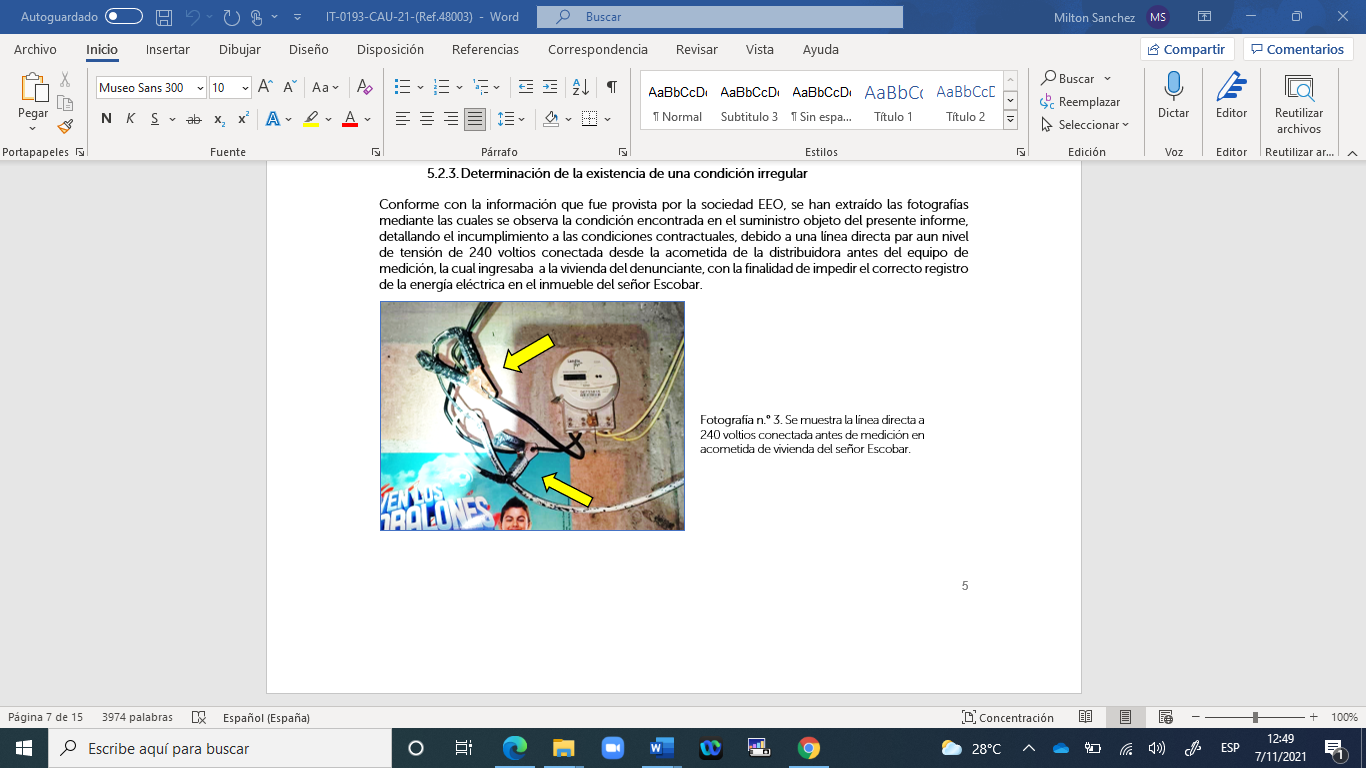 Autoguardado
IT-0193-CAU-21-(Ref.48003) - Word
Buscar
Milton Sanchez
MS
Archivo Inicio Insertar Dibujar Diseño Disposición Referencias Correspondencia Revisar Vista Ayuda
Compartir
Comentarios
Pegar
Portapapeles
Museo Sans 300
10
Aa
N K S ab x2 x2 A A
Fuente
Párrafo
AaBbCcDc AaBbCcDc AaBbCcDc AaBbCc AaBbCcD
¶ Normal Subtitulo 3 ¶ Sin espa... Título 1 Título 2
Estilos
Buscar
Reemplazar
Seleccionar
Edición
Dictar
Voz
Editor
Editor
Reutilizar
archivos
Reutilizar ar...
5.2.3. Determinación de la existencia de una condición irregular
Conforme con la información que fue provista por la sociedad EEO, se han extraído las fotografías
mediante las cuales se observa la condición encontrada en el suministro objeto del presente informe,
detallando el incumplimiento a las condiciones contractuales, debido a una línea directa par aun nivel
de tensión de 240 voltios conectada desde la acometida de la distribuidora antes del equipo de
medición, la cual ingresaba a la vivienda del denunciante, con la finalidad de impedir el correcto registro
de la energía eléctrica en el inmueble del señor Escobar.
Fotografía n.° 3. Se muestra la línea directa a
240 voltios conectada antes de medición en
acometida de vivienda del señor Escobar.
5
Página 7 de 15 3974 palabras Español (España)
Concentración
100%
Escribe aquí para buscar
28°C
ESP
12:49
7/11/2021
1